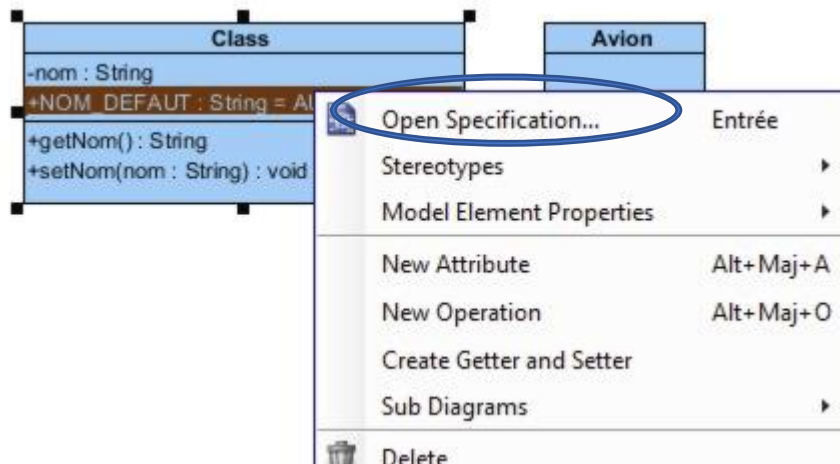 Class
-nom : String
+NOM_DEFAUT : String = AU
+getNom() : String
+setNom(nom : String) : void
Avion
Open Specification... Entrée
Stereotypes
Model Element Properties
New Attribute Alt+Maj+A
New Operation Alt+Maj+O
Create Getter and Setter
Sub Diagrams
Delete